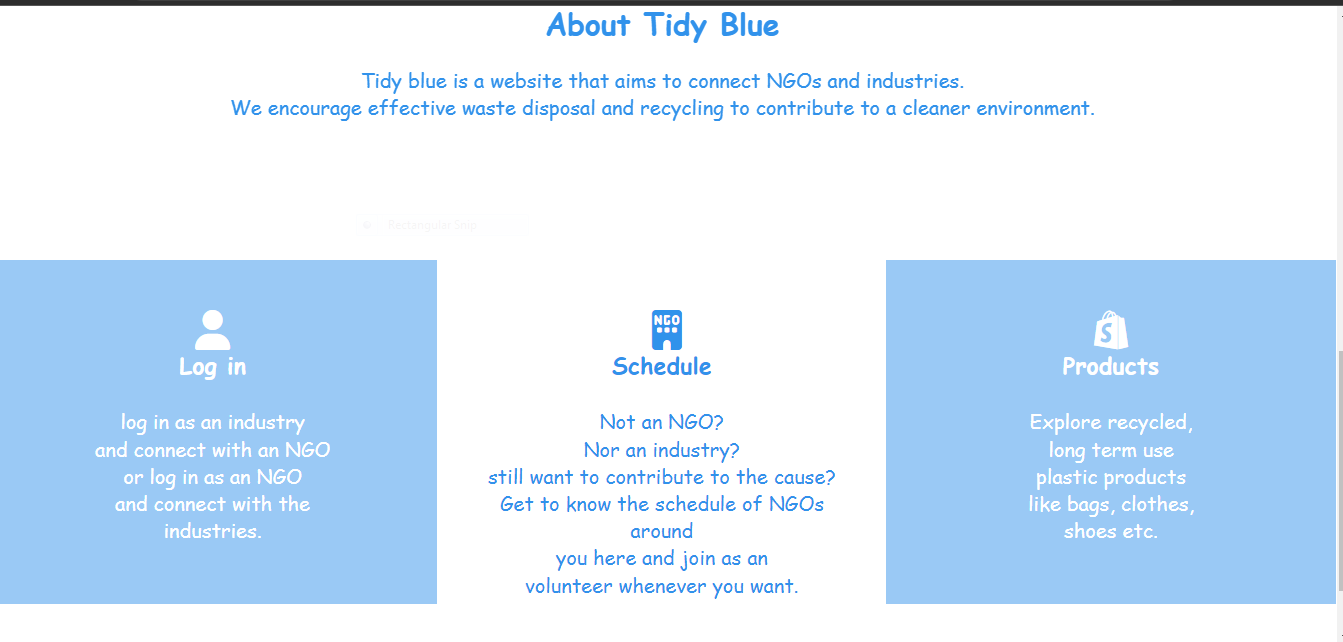 About Tidy Blue
Tidy blue is a website that aims to connect NGOs and industries.
We encourage effective waste disposal and recycling to contribute to a cleaner environment.
Rectangular Snip
Log in
log in as an industry
and connect with an NGO
or log in as an NGO
and connect with the
industries.
NGO
Schedule
Not an NGO?
Nor an industry?
still want to contribute to the cause?
Get to know the schedule of NGOs
around
you here and join as an
volunteer whenever you want.
S
Products
Explore recycled,
long term use
plastic products
like bags, clothes,
shoes etc.